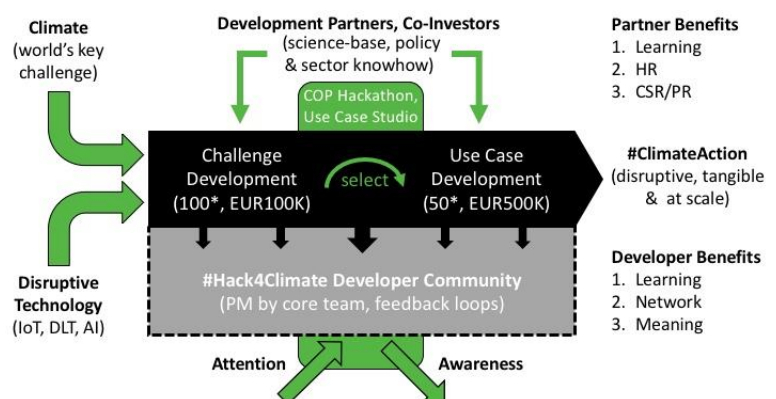 Climate
(world's key
challenge)
Development Partners, Co-Investors
(science-base, policy
& sector knowhow)
Partner Benefits
1. Learning
2. HR
3. CSR/PR
COP Hackathon,
Use Case Studio
Challenge
Development
(100*, EUR100K)
select
Use Case
Development
(50*, EUR500K)
#ClimateAction
(disruptive, tangible
& at scale)
Disruptive
Technology
(IoT, DLT, AI)
#Hack4Climate Developer Community
(PM by core team, feedback loops)
Developer Benefits
1. Learning
2. Network
3. Meaning
Attention
Awareness